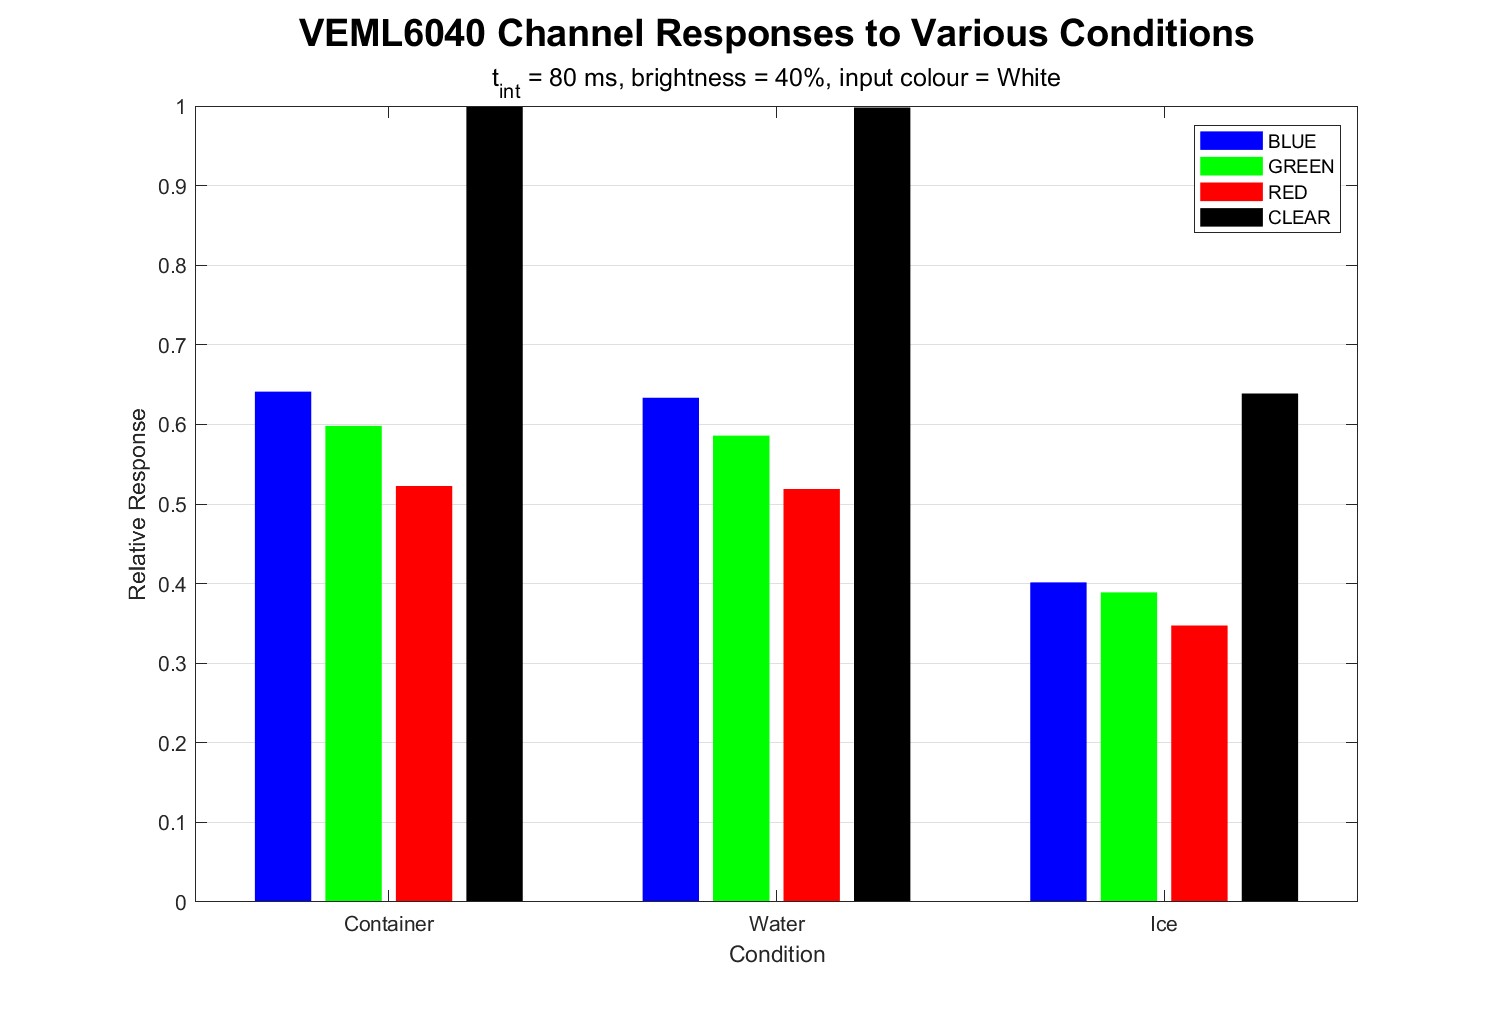 VEML6040 Channel Responses to Various Conditions
t_int = 80 ms, brightness = 40%, input colour = White
1
0.9
0.8
0.7
0.6
0.5
0.4
0.3
0.2
0.1
0
Relative Response
BLUE
GREEN
RED
CLEAR
Container
Water
Ice
Condition